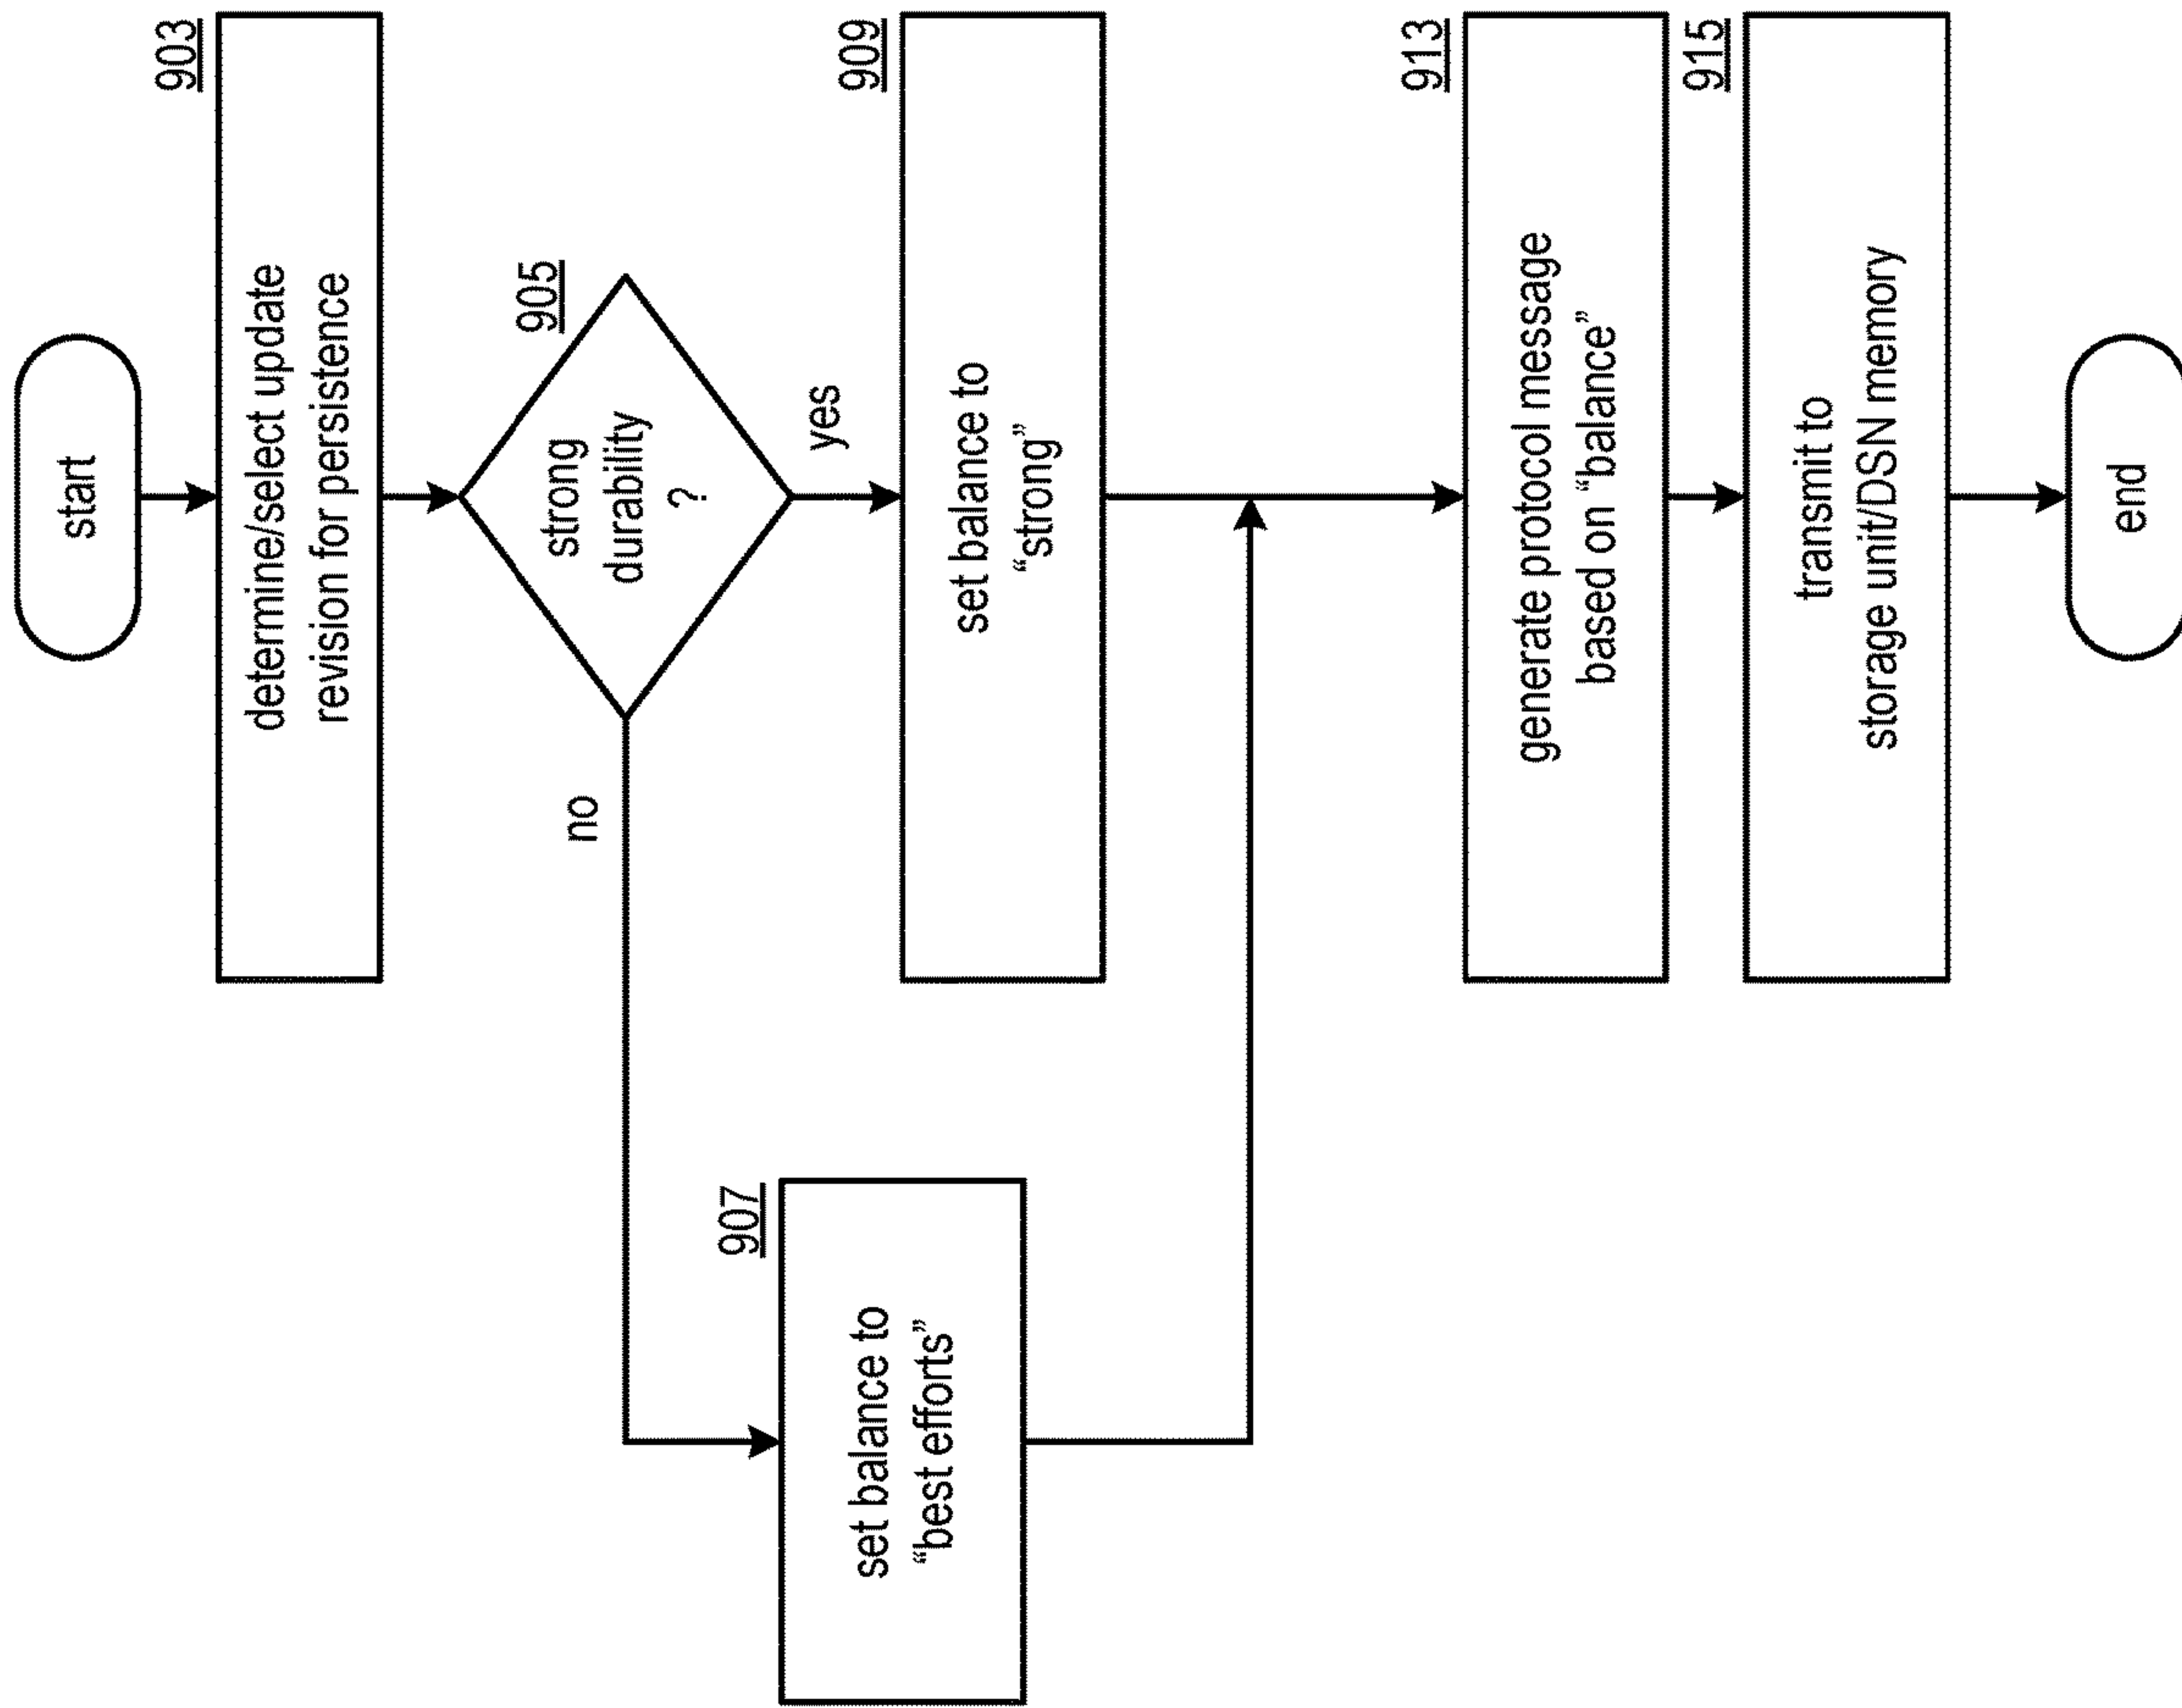 start
903
determine/select update
revision for persistence
905
strong
durability
?
no
yes
907
set balance to
“best efforts”
909
set balance to
“strong”
913
generate protocol message
based on “balance”
915
transmit to
storage unit/DSN memory
end